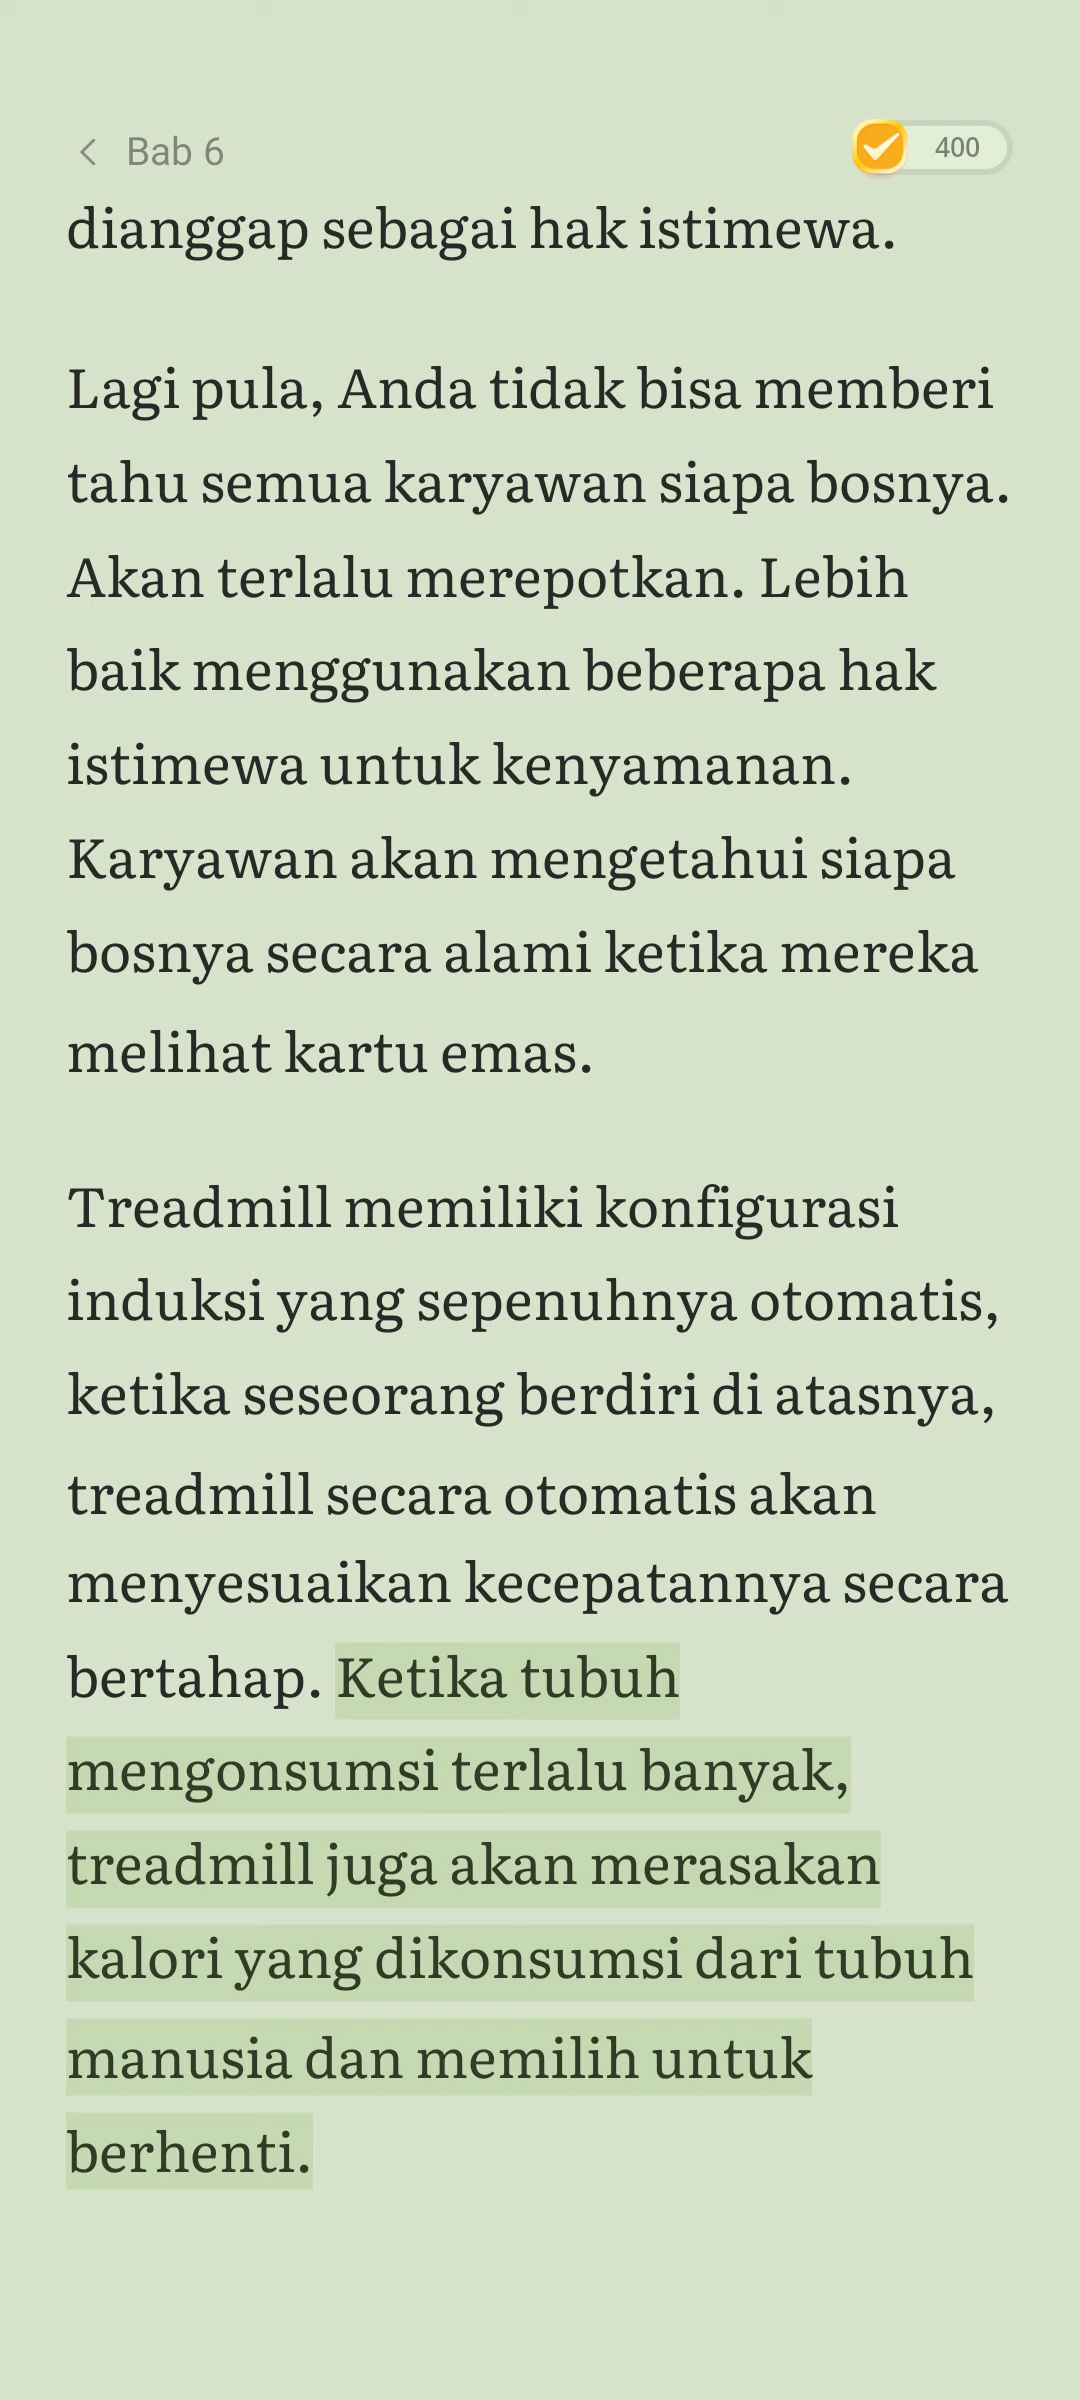 Bab 6
400
dianggap sebagai hak istimewa.
Lagi pula, Anda tidak bisa memberi
tahu semua karyawan siapa bosnya.
Akan terlalu merepotkan. Lebih
baik menggunakan beberapa hak
istimewa untuk kenyamanan.
Karyawan akan mengetahui siapa
bosnya secara alami ketika mereka
melihat kartu emas.
Treadmill memiliki konfigurasi
induksi yang sepenuhnya otomatis,
ketika seseorang berdiri di atasnya,
treadmill secara otomatis akan
menyesuaikan kecepatannya secara
bertahap. Ketika tubuh
mengonsumsi terlalu banyak,
treadmill juga akan merasakan
kalori yang dikonsumsi dari tubuh
manusia dan memilih untuk
berhenti.